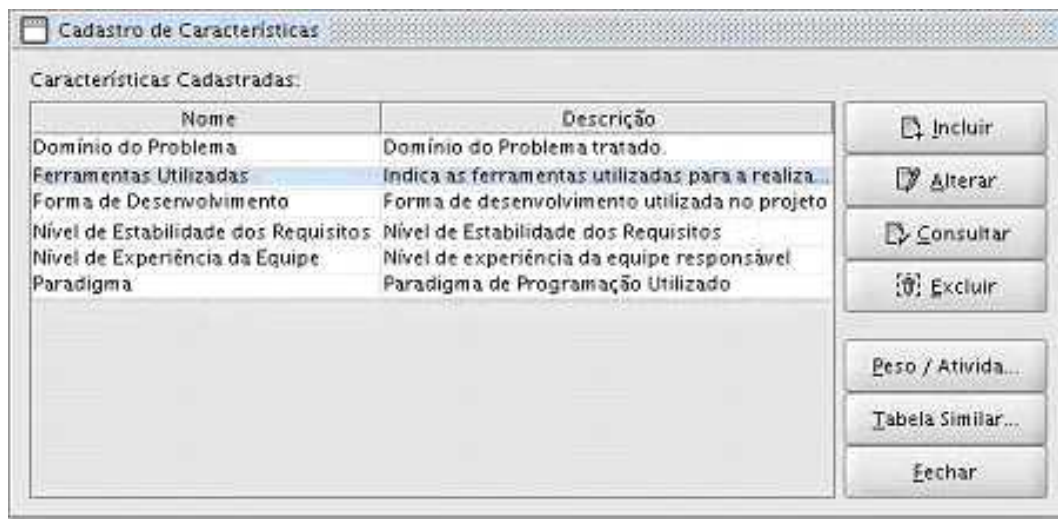 Cadastro de Características
Características Cadastradas:
Nome Descrição
Domínio do Problema Domínio do Problema tratado.
Ferramentas Utilizadas Indica as ferramentas utilizadas para a realiza...
Forma de Desenvolvimento Forma de desenvolvimento utilizada no projeto
Nível de Estabilidade dos Requisitos Nível de Estabilidade dos Requisitos
Nível de Experiência da Equipe Nível de experiência da equipe responsável
Paradigma Paradigma de Programação Utilizado
Incluir
Alterar
Consultar
Excluir
Peso / Ativida...
Tabela Similar...
Fechar